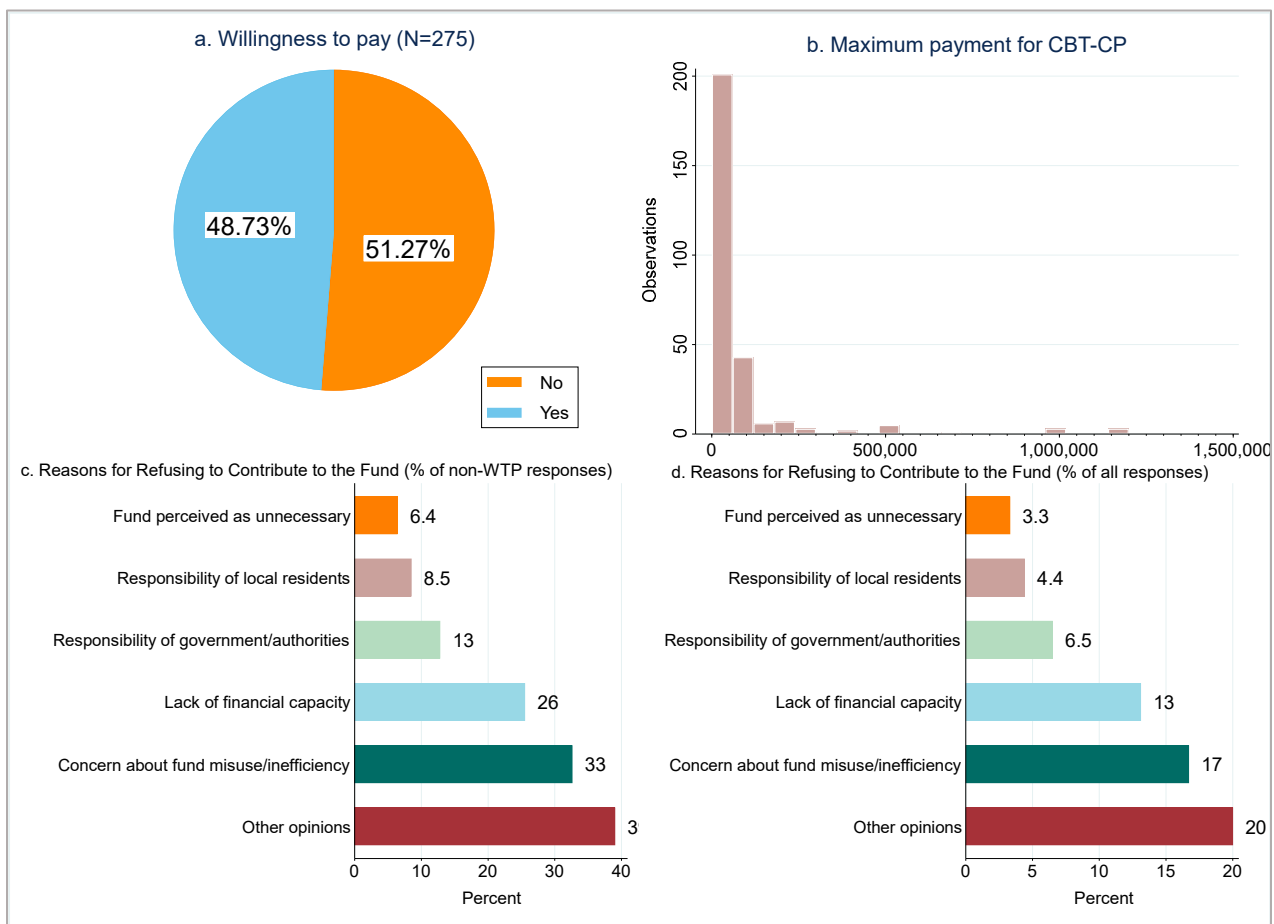 a. Willingness to pay (N=275)
48.73%
51.27%
No
Yes
b. Maximum payment for CBT-CP
Observations
200
150
100
50
0
0 500,000 1,000,000 1,500,000
c. Reasons for Refusing to Contribute to the Fund (% of non-WTP responses)
Fund perceived as unnecessary 6.4
Responsibility of local residents 8.5
Responsibility of government/authorities 13
Lack of financial capacity 26
Concern about fund misuse/inefficiency 33
Other opinions
0 10 20 30 40
Percent
d. Reasons for Refusing to Contribute to the Fund (% of all responses)
Fund perceived as unnecessary 3.3
Responsibility of local residents 4.4
Responsibility of government/authorities 6.5
Lack of financial capacity 13
Concern about fund misuse/inefficiency 17
Other opinions 20
0 5 10 15 20
Percent